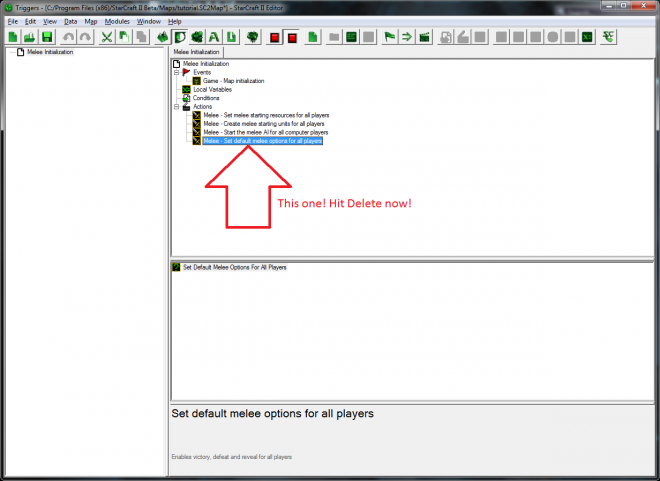 Triggers - [C:/Program Files (x86)/StarCraft II Beta/Maps/tutorial.SC2Map*] - StarCraft II Editor
File Edit View Data Map Modules Window Help
Melee Initialization
Melee Initialization
Melee Initialization
Events
Game - Map initialization
Local Variables
Conditions
Actions
Melee - Set melee starting resources for all players
Melee - Create melee starting units for all players
Melee - Start the melee AI for all computer players
Melee - Set default melee options for all players
This one! Hit Delete now!
Set Default Melee Options For All Players
Set default melee options for all players
Enables victory, defeat and reveal for all players